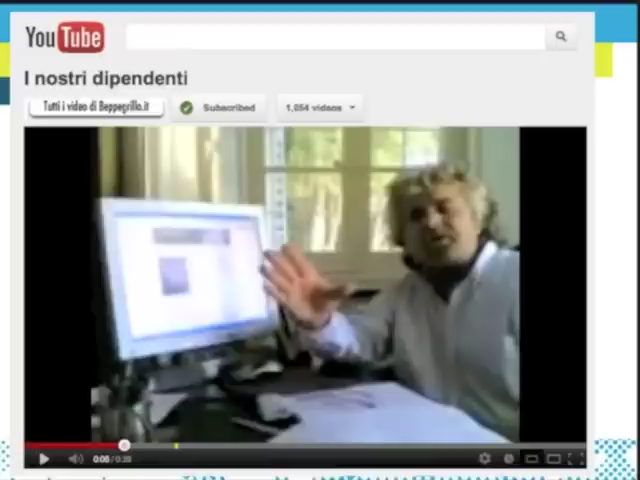 YouTube
I nostri dipendenti
Tutti i video di Beppegrillo.it
Subscribed
1,054 videos
0:06 / 0:39